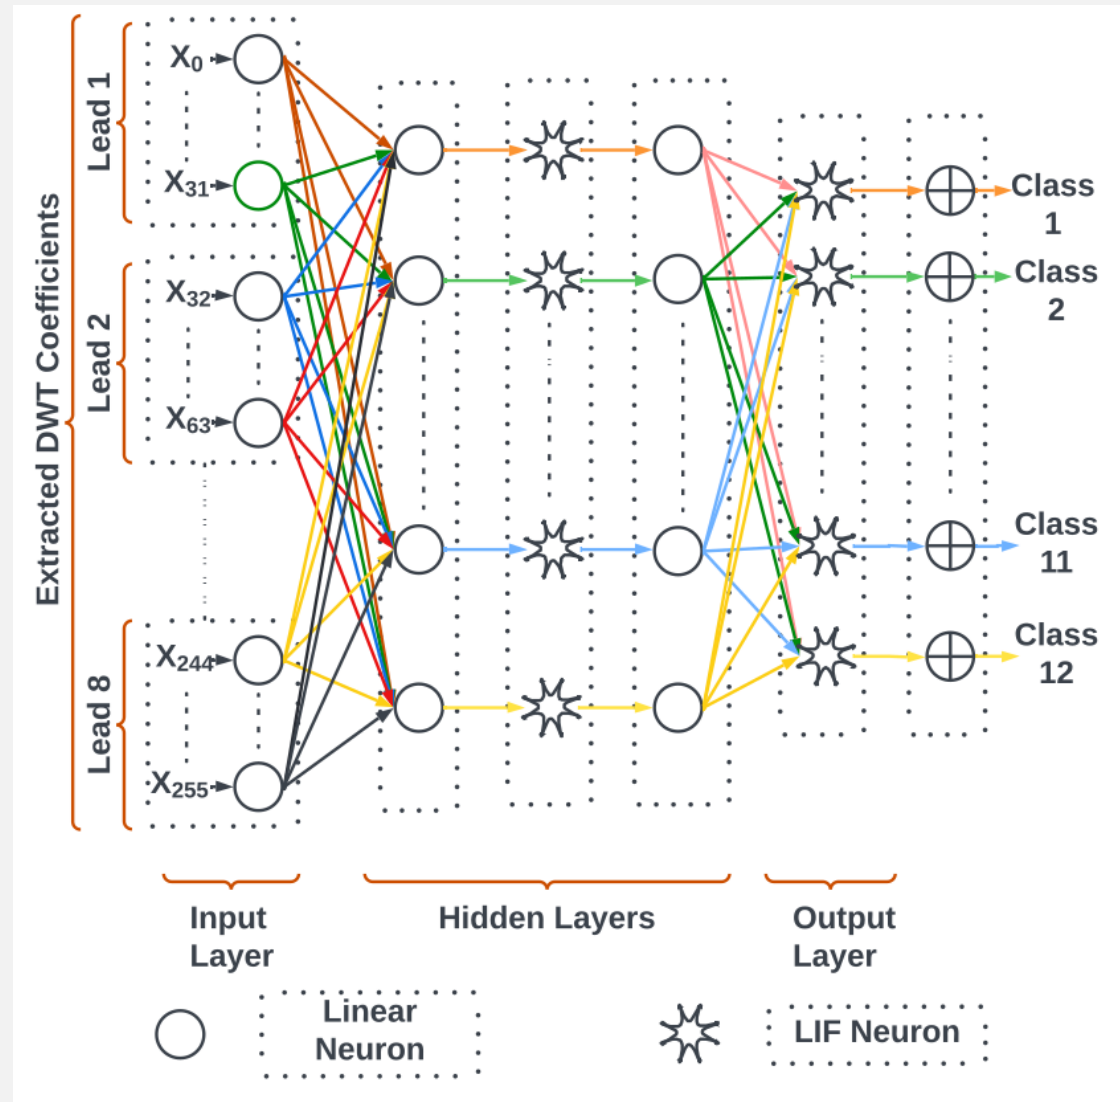 Extracted DWT Coefficients
Lead 1
X0
X31
Lead 2
X32
X63
Lead 8
X244
X255
Class
1
Class
2
Class
11
Class
12
Input
Layer
Hidden Layers
Output
Layer
Linear
Neuron
LIF Neuron